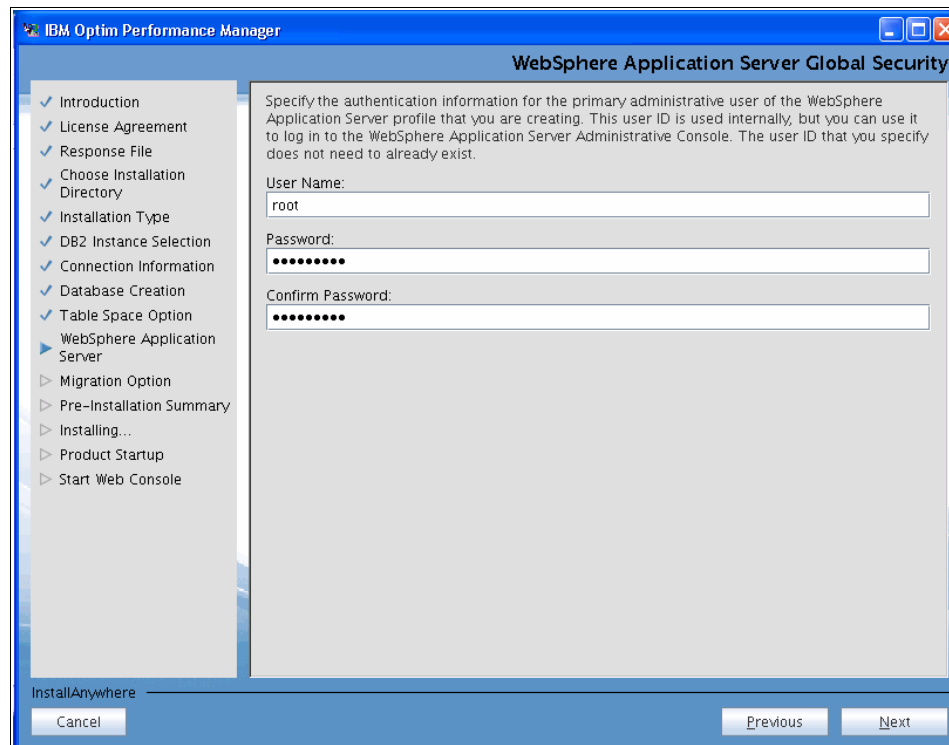 IBM Optim Performance Manager
WebSphere Application Server Global Security
Introduction
License Agreement
Response File
Choose Installation
Directory
Installation Type
DB2 Instance Selection
Connection Information
Database Creation
Table Space Option
WebSphere Application
Server
Migration Option
Pre-Installation Summary
Installing...
Product Startup
Start Web Console
Specify the authentication information for the primary administrative user of the WebSphere
Application Server profile that you are creating. This user ID is used internally, but you can use it
to log in to the WebSphere Application Server Administrative Console. The user ID that you specify
does not need to already exist.
User Name:
root
Password:
•••••••••
Confirm Password:
•••••••••
InstallAnywhere
Cancel
Previous
Next